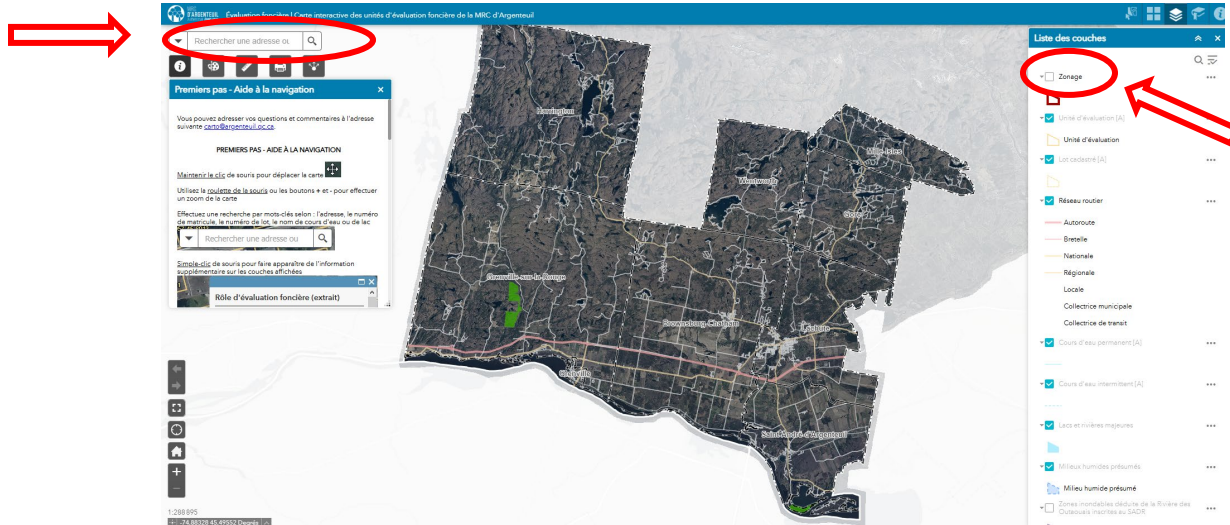 MRC
D'ARGENTEUIL
Évaluation foncière | Carte interactive des unités d'évaluation foncière de la MRC d'Argenteuil
Rechercher une adresse ou
Premiers pas - Aide à la navigation
Vous pouvez adresser vos questions et commentaires à l'adresse
suivante carto@argenteuil.qc.ca.
PREMIERS PAS - AIDE À LA NAVIGATION
Maintenir le clic de souris pour déplacer la carte
Utilisez la roulette de la souris ou les boutons + et - pour effectuer
un zoom de la carte
Effectuez une recherche par mots-clés selon : l'adresse, le numéro
de matricule, le numéro de lot, le nom de cours d'eau ou de lac
Rechercher une adresse ou
Simple-clic de souris pour faire apparaître de l'information
supplémentaire sur les couches affichées
Rôle d'évaluation foncière (extrait)
Harrington
Mille-Isles
Wentworth
Gore
Grenville-sur-la-Rouge
Brownsburg-Chatham
Lachute
Grenville
Saint-André-d'Argenteuil
1:288 895
-74.88328 45.49552 Degrés
Liste des couches
Zonage
Unité d'évaluation [A]
Unité d'évaluation
Lot cadastré [A]
Réseau routier
Autoroute
Bretelle
Nationale
Régionale
Locale
Collectrice municipale
Collectrice de transit
Cours d'eau permanent [A]
Cours d'eau intermittent [A]
Lacs et rivières majeures
Milieux humides présumés
Milieu humide présumé
Zones inondables déduite de la Rivière des
Outaouais inscrites au SADR